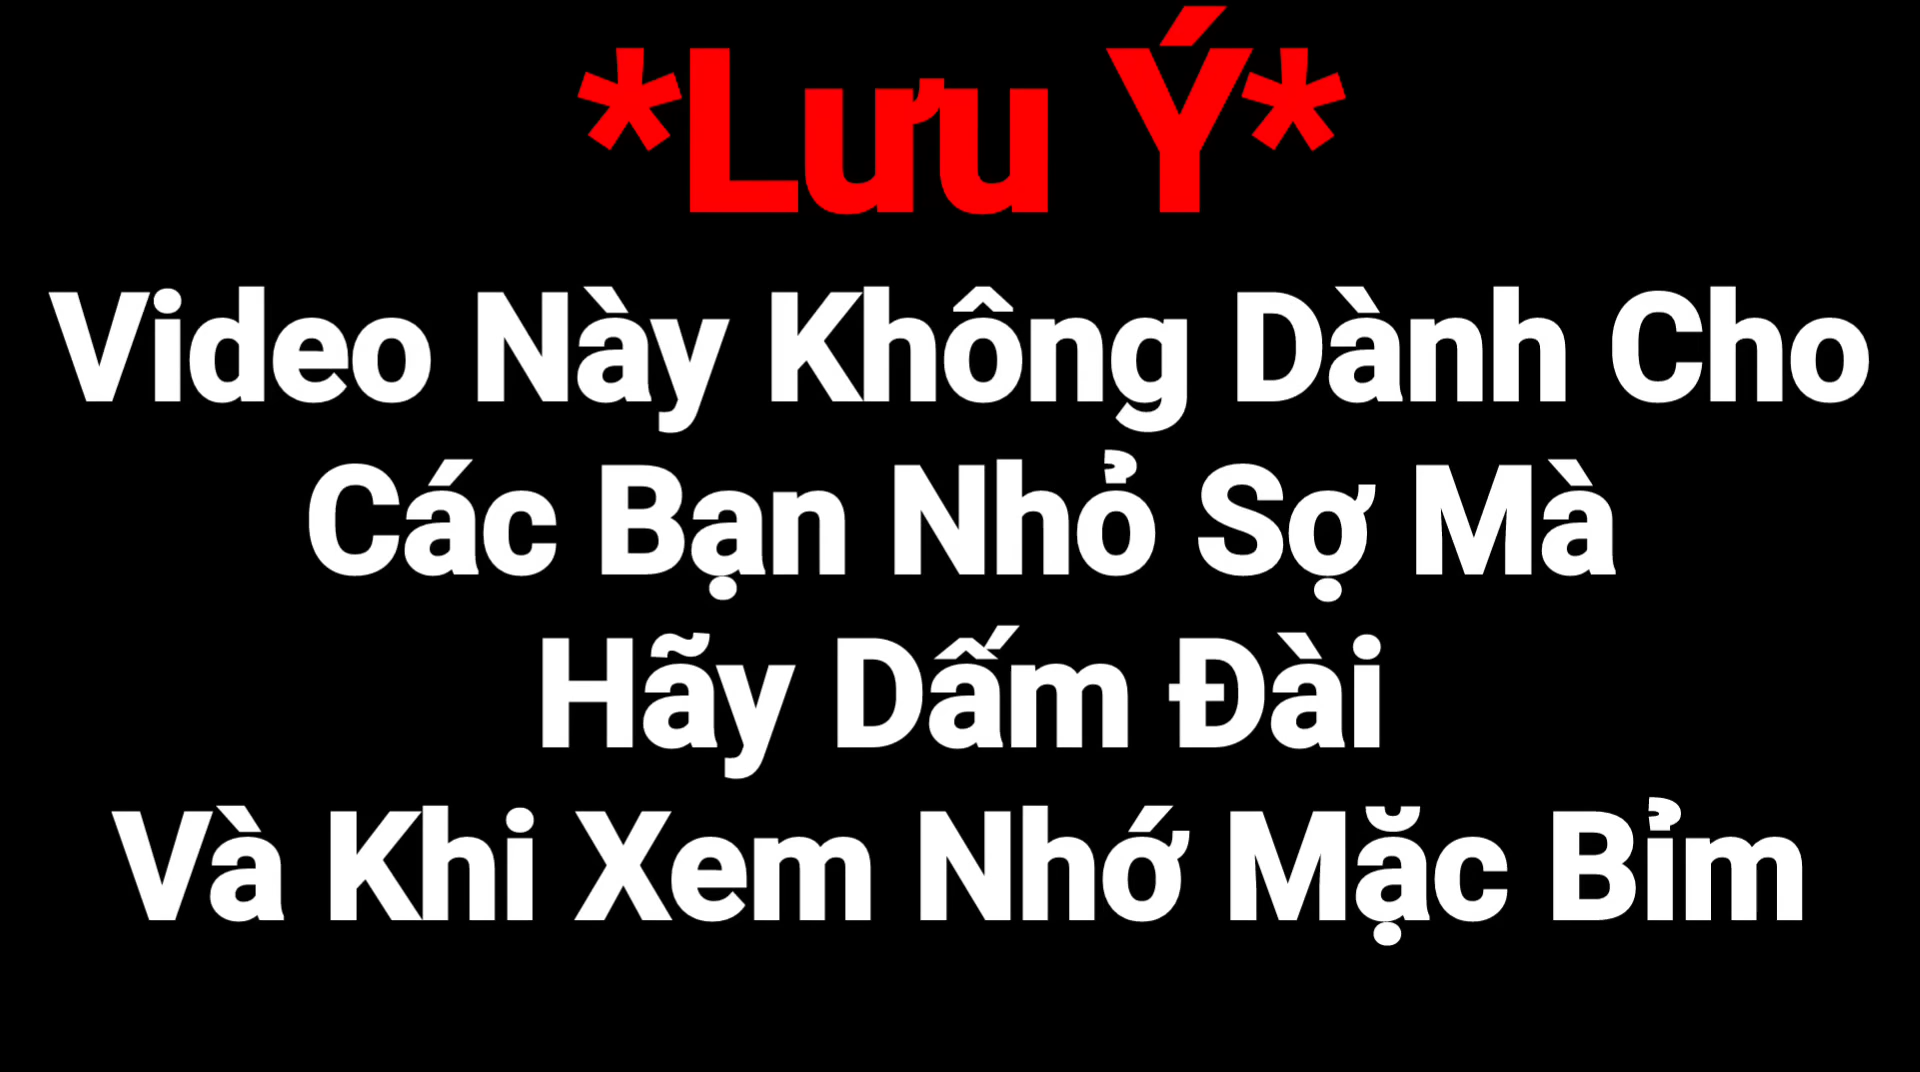 *Lưu Ý*
Video Này Không Dành Cho
Các Bạn Nhỏ Sợ Mà
Hãy Dấm Đài
Và Khi Xem Nhớ Mặc Bỉm